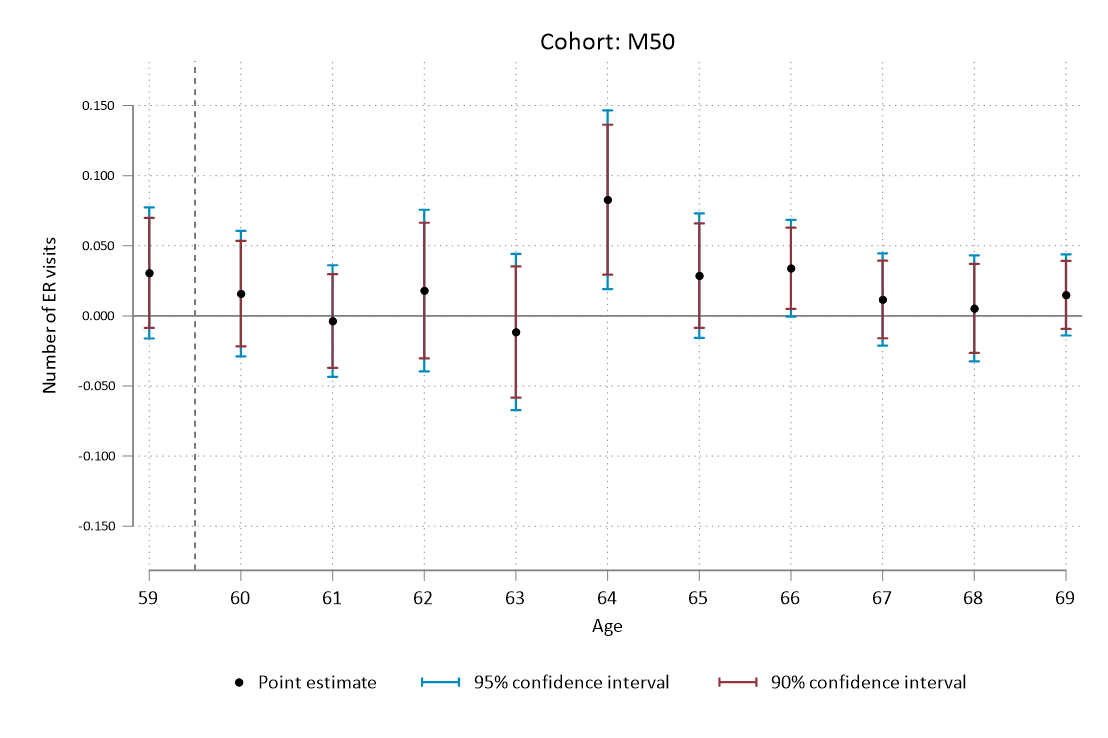 Cohort: M50
Number of ER visits
0.150
0.100
0.050
0.000
-0.050
-0.100
-0.150
59 60 61 62 63 64 65 66 67 68 69
Age
Point estimate 95% confidence interval 90% confidence interval